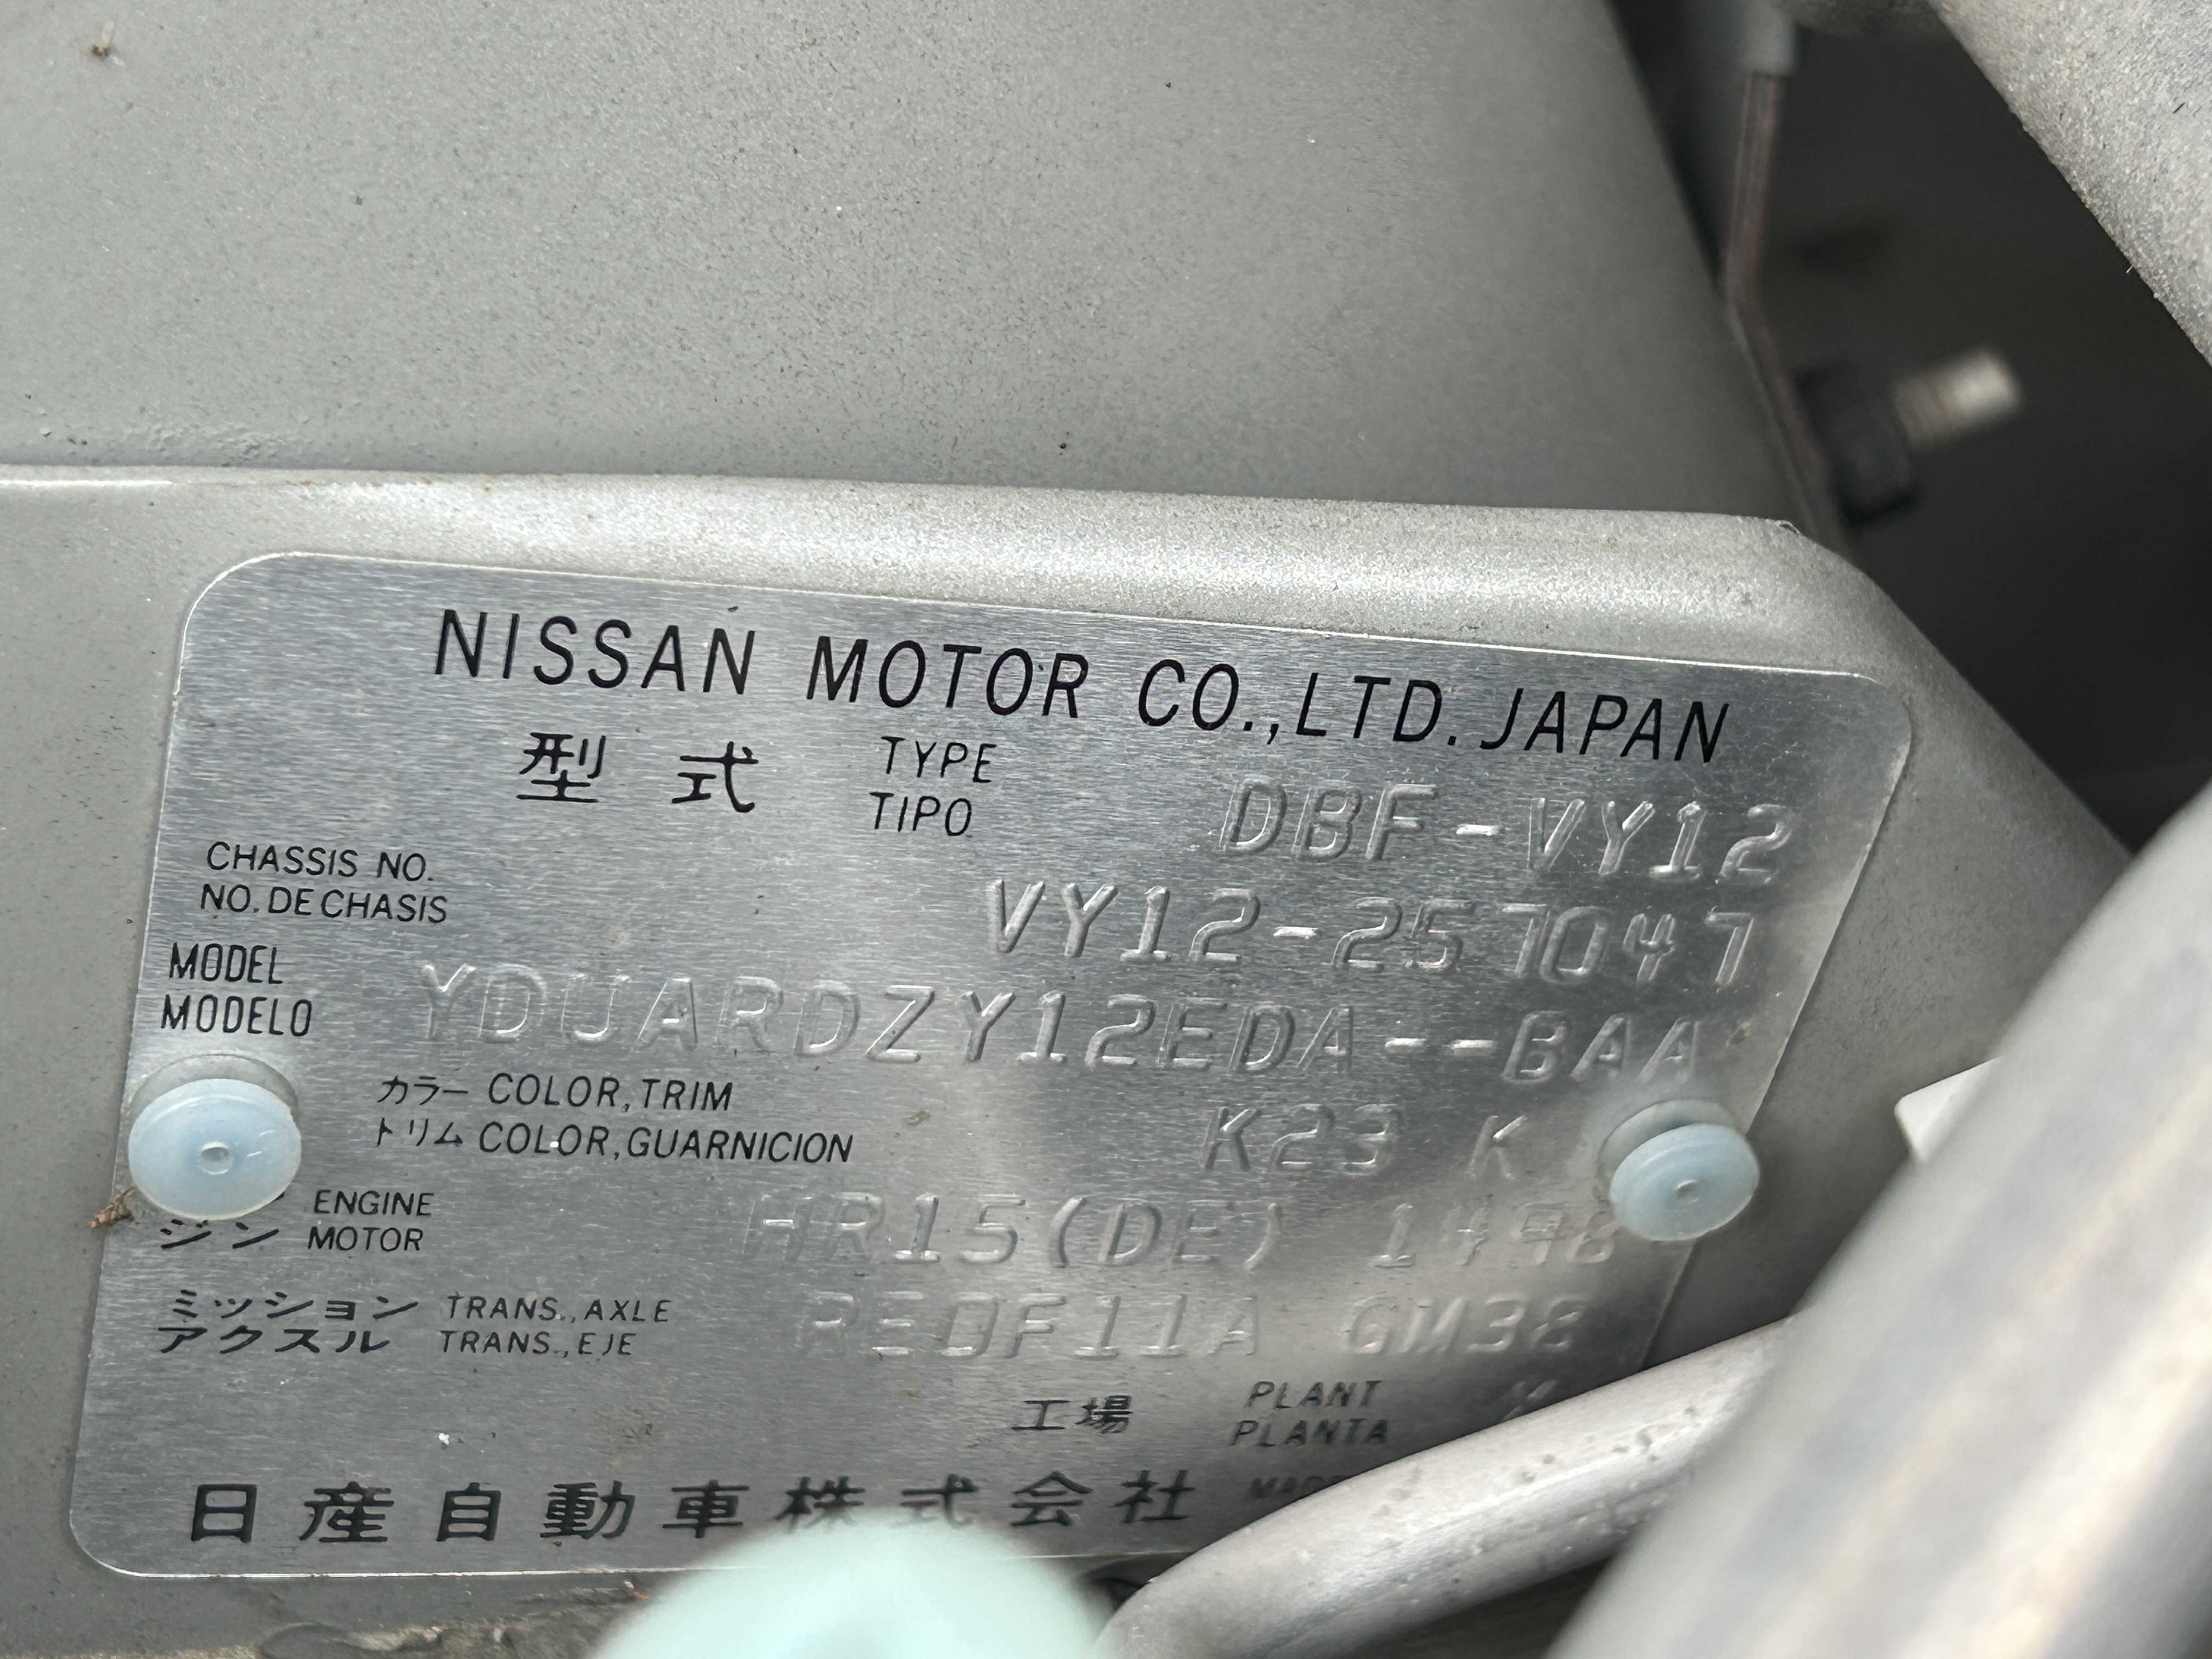 NISSAN MOTOR CO.,LTD. JAPAN
型式 TYPE DBF-VY12
TIPO
CHASSIS NO. VY12-257047
NO. DE CHASIS
MODEL YDUARDZY12EDA--BAA
MODELO
カラー COLOR, TRIM K23 K
トリム COLOR, GUARNICION
ENGINE HR15(DE) 1498
ジン MOTOR
ミッション TRANS., AXLE RE0F11A GM38
アクスル TRANS., EJE
工場 PLANT
PLANTA
日産自動車株式会社